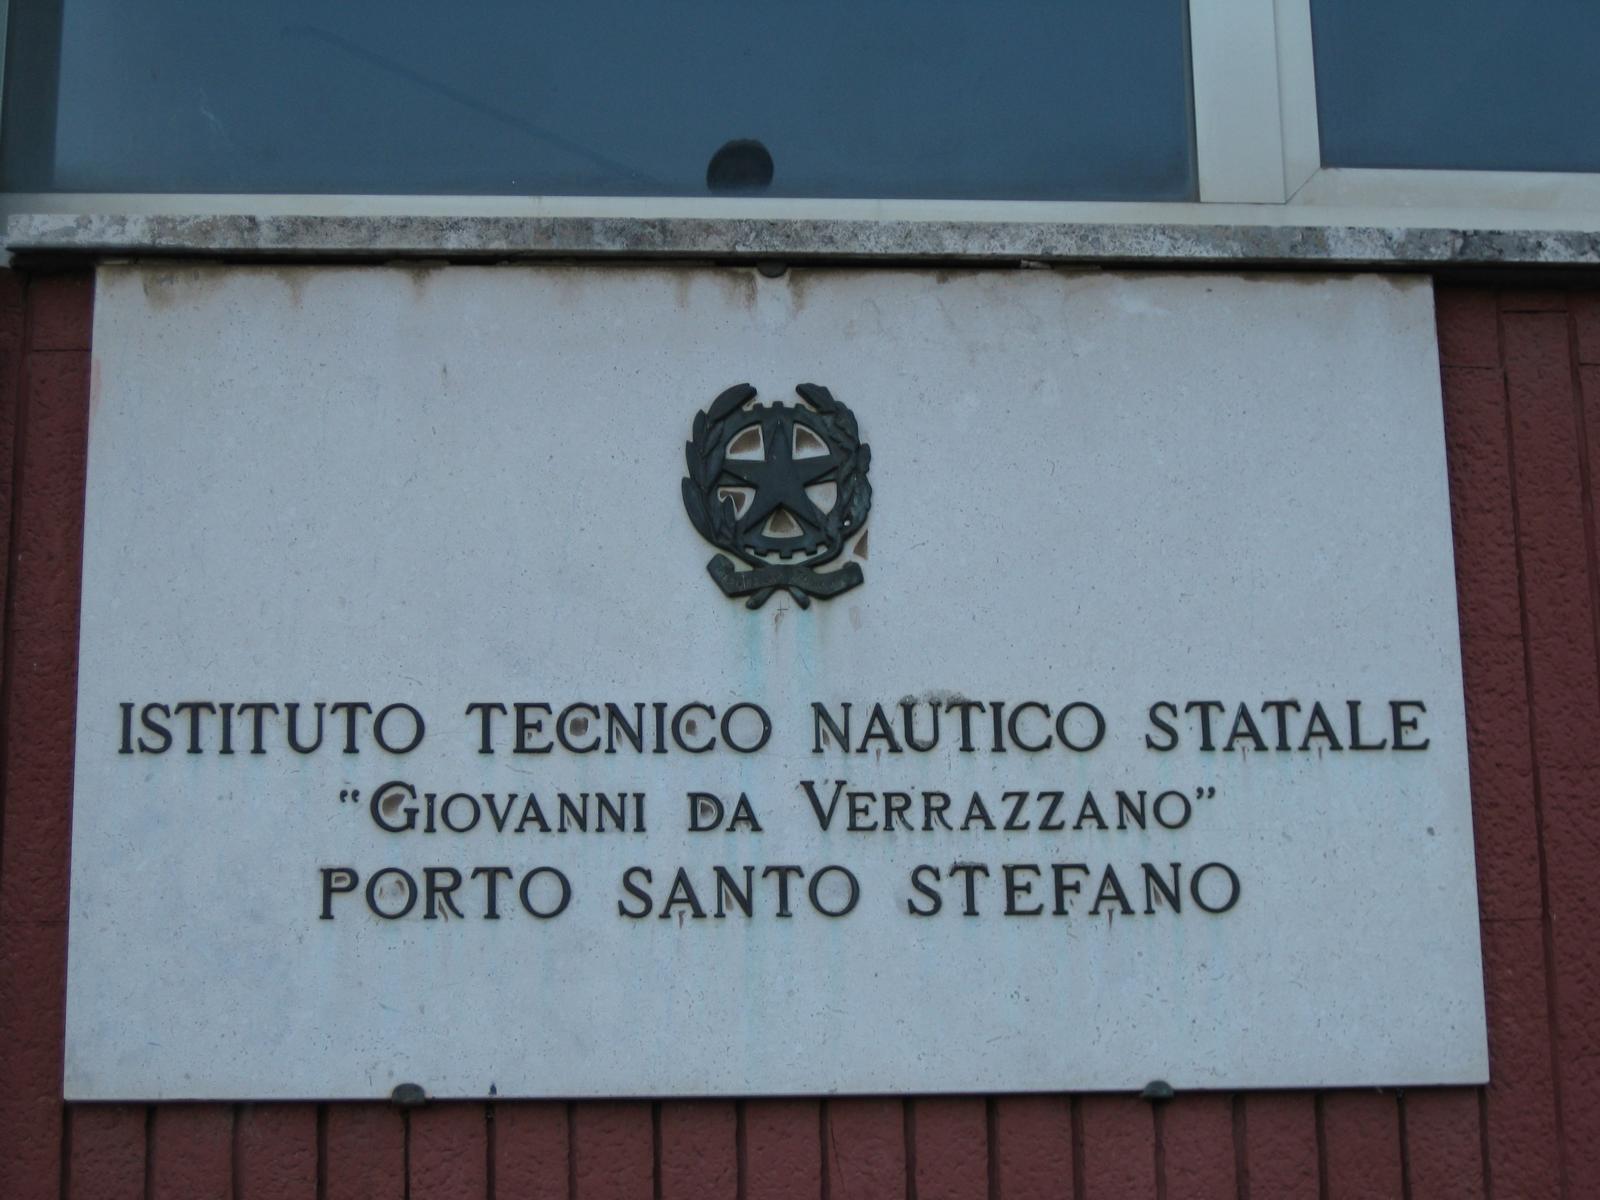 ISTITUTO TECNICO NAUTICO STATALE
“GIOVANNI DA VERRAZZANO”
PORTO SANTO STEFANO